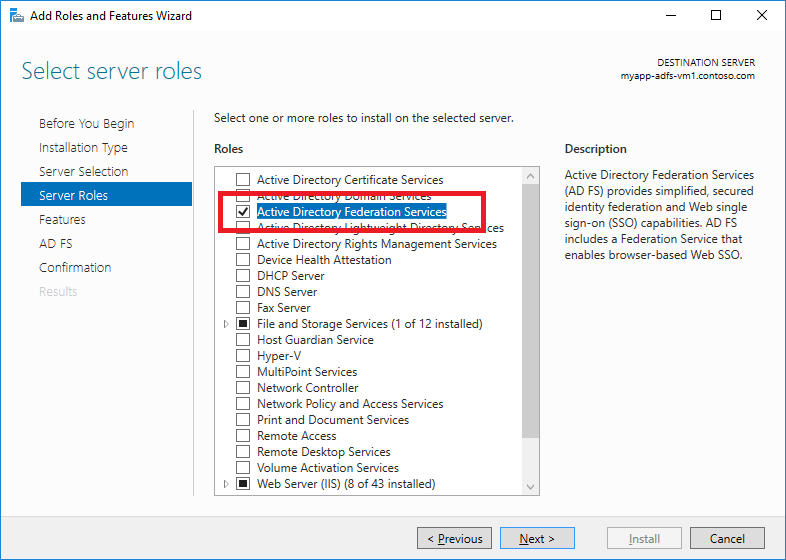 Add Roles and Features Wizard
Select server roles
DESTINATION SERVER
myapp-adfs-vm1.contoso.com
Before You Begin
Installation Type
Server Selection
Server Roles
Features
AD FS
Confirmation
Results
Select one or more roles to install on the selected server.
Roles
Active Directory Certificate Services
Active Directory Domain Services
Active Directory Federation Services
Active Directory Lightweight Directory Services
Active Directory Rights Management Services
Device Health Attestation
DHCP Server
DNS Server
Fax Server
File and Storage Services (1 of 12 installed)
Host Guardian Service
Hyper-V
MultiPoint Services
Network Controller
Network Policy and Access Services
Print and Document Services
Remote Access
Remote Desktop Services
Volume Activation Services
Web Server (IIS) (8 of 43 installed)
Description
Active Directory Federation Services
(AD FS) provides simplified, secured
identity federation and Web single
sign-on (SSO) capabilities. AD FS
includes a Federation Service that
enables browser-based Web SSO.
< Previous
Next >
Install
Cancel